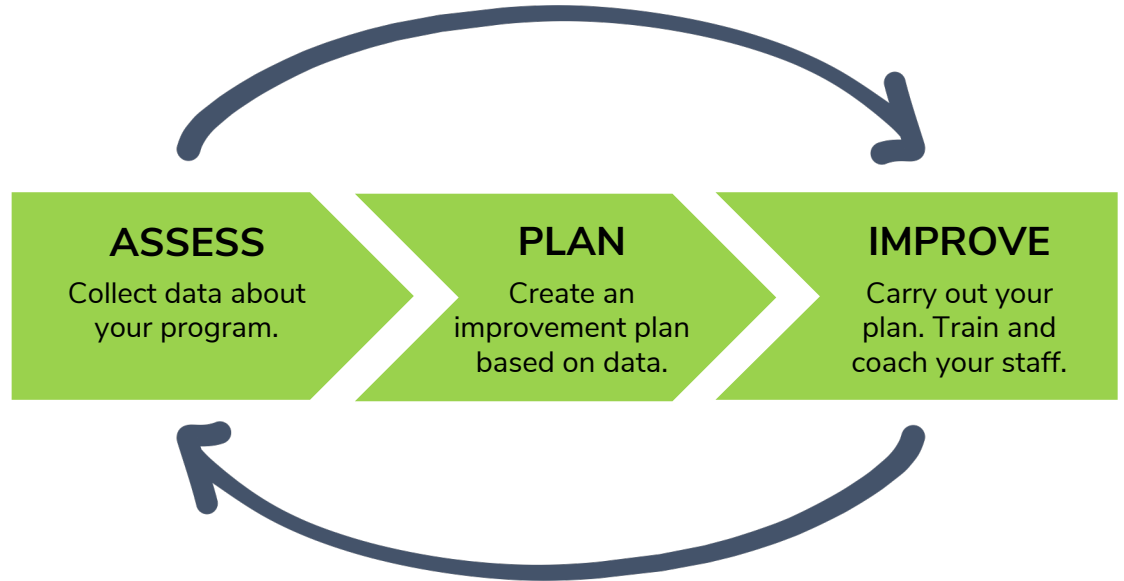 ASSESS
Collect data about
your program.
PLAN
Create an
improvement plan
based on data.
IMPROVE
Carry out your
plan. Train and
coach your staff.